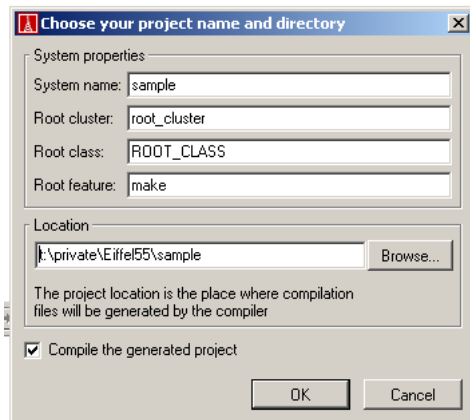 Choose your project name and directory
System properties
System name: sample
Root cluster: root_cluster
Root class: ROOT_CLASS
Root feature: make
Location
t:\private\Eiffel55\sample Browse...
The project location is the place where compilation
files will be generated by the compiler
Compile the generated project
OK Cancel